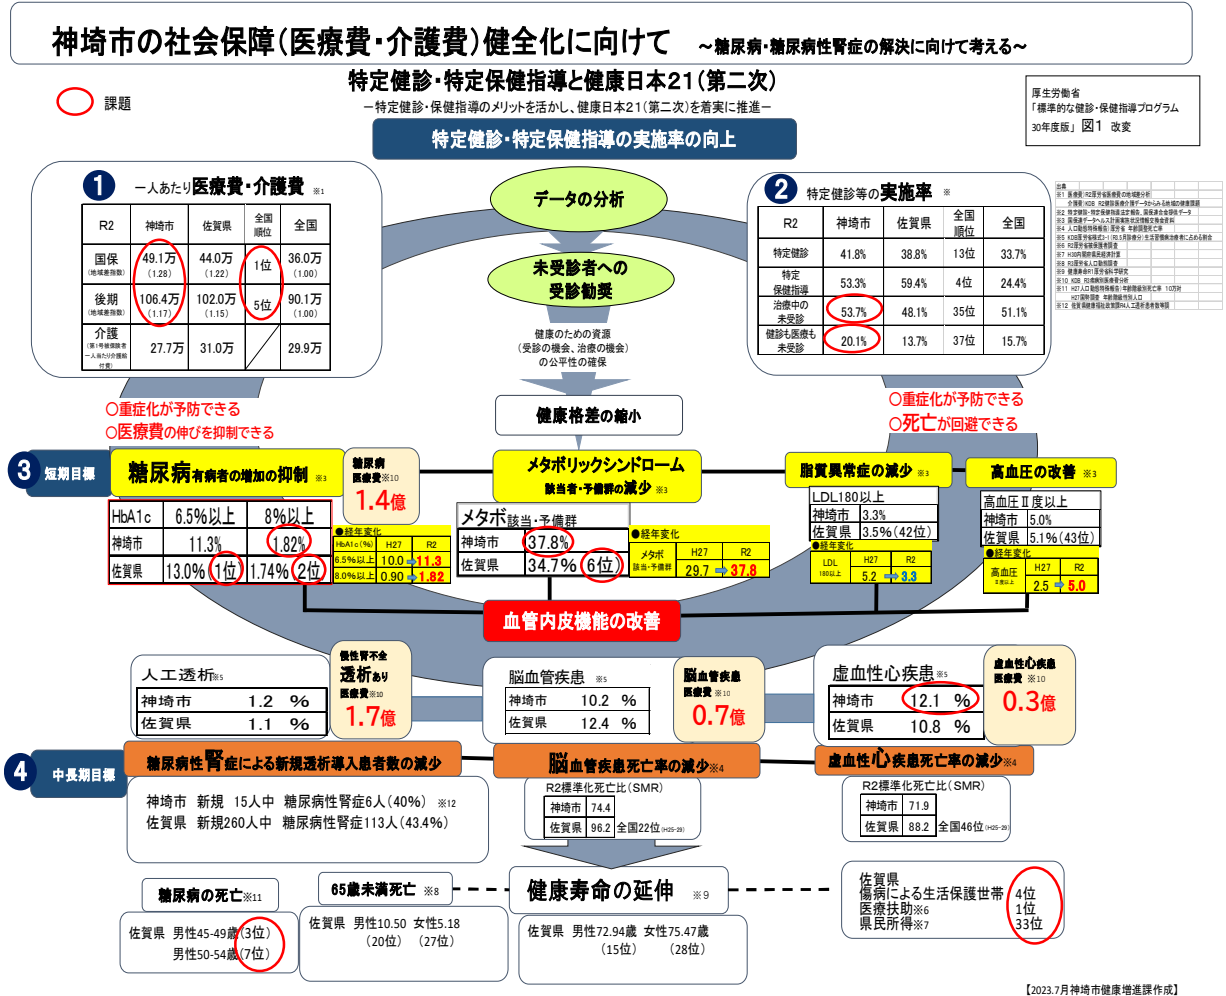 神埼市の社会保障(医療費・介護費)健全化に向けて ～糖尿病・糖尿病性腎症の解決に向けて考える～
特定健診・特定保健指導と健康日本21(第二次)
－特定健診・保健指導のメリットを活かし、健康日本21(第二次)を着実に推進－
課題
厚生労働省
「標準的な健診・保健指導プログラム
30年度版」 図1 改変
特定健診・特定保健指導の実施率の向上
1 一人あたり医療費・介護費 ※1
R2 神埼市 佐賀県 全国順位 全国
国保 (地域差指数) 49.1万 (1.28) 44.0万 (1.22) 1位 36.0万 (1.00)
後期 (地域差指数) 106.4万 (1.17) 102.0万 (1.15) 5位 90.1万 (1.00)
介護 (第1号被保険者一人当たり介護給付費) 27.7万 31.0万 29.9万
データの分析
未受診者への
受診勧奨
健康のための資源
(受診の機会、治療の機会)
の公平性の確保
健康格差の縮小
2 特定健診等の実施率 ※
R2 神埼市 佐賀県 全国順位 全国
特定健診 41.8% 38.8% 13位 33.7%
特定保健指導 53.3% 59.4% 4位 24.4%
治療中の未受診 53.7% 48.1% 35位 51.1%
健診も医療も未受診 20.1% 13.7% 37位 15.7%
出典
※1 医療費)R2厚労省医療費の地域差分析
○重症化が予防できる
○医療費の伸びを抑制できる
○重症化が予防できる
○死亡が回避できる
3 短期目標
糖尿病有病者の増加の抑制 ※3
糖尿病
医療費※10
1.4億
HbA1c 6.5%以上 8%以上
神埼市 11.3% 1.82%
佐賀県 13.0%(1位) 1.74%(2位)
●経年変化
HbA1c(%) H27 R2
6.5%以上 10.0 11.3
8.0%以上 0.90 1.82
メタボリックシンドローム
該当者・予備群の減少 ※3
メタボ該当・予備群
神埼市 37.8%
佐賀県 34.7%(6位)
●経年変化
メタボ該当・予備群 H27 R2
29.7 37.8
脂質異常症の減少 ※3
LDL180以上
神埼市 3.3%
佐賀県 3.5%(42位)
●経年変化
LDL 180以上 H27 R2
5.2 3.3
高血圧の改善 ※3
高血圧Ⅱ度以上
神埼市 5.0%
佐賀県 5.1%(43位)
●経年変化
高血圧 Ⅱ度以上 H27 R2
2.5 5.0
血管内皮機能の改善
人工透析※5
神埼市 1.2 %
佐賀県 1.1 %
慢性腎不全
透析あり
医療費※10
1.7億
脳血管疾患 ※5
神埼市 10.2 %
佐賀県 12.4 %
脳血管疾患
医療費 ※10
0.7億
虚血性心疾患※5
神埼市 12.1 %
佐賀県 10.8 %
虚血性心疾患
医療費 ※10
0.3億
4 中長期目標
糖尿病性腎症による新規透析導入患者数の減少
神埼市 新規 15人中 糖尿病性腎症6人(40%) ※12
佐賀県 新規260人中 糖尿病性腎症113人(43.4%)
脳血管疾患死亡率の減少※4
R2標準化死亡比(SMR)
神埼市 74.4
佐賀県 96.2 全国22位(H25-29)
虚血性心疾患死亡率の減少※4
R2標準化死亡比(SMR)
神埼市 71.9
佐賀県 88.2 全国46位(H25-29)
糖尿病の死亡※11
佐賀県 男性45-49歳(3位)
男性50-54歳(7位)
65歳未満死亡 ※8
佐賀県 男性10.50 女性5.18
(20位) (27位)
健康寿命の延伸 ※9
佐賀県 男性72.94歳 女性75.47歳
(15位) (28位)
佐賀県
傷病による生活保護世帯 4位
医療扶助※6 1位
県民所得※7 33位
【2023.7月神埼市健康増進課作成】